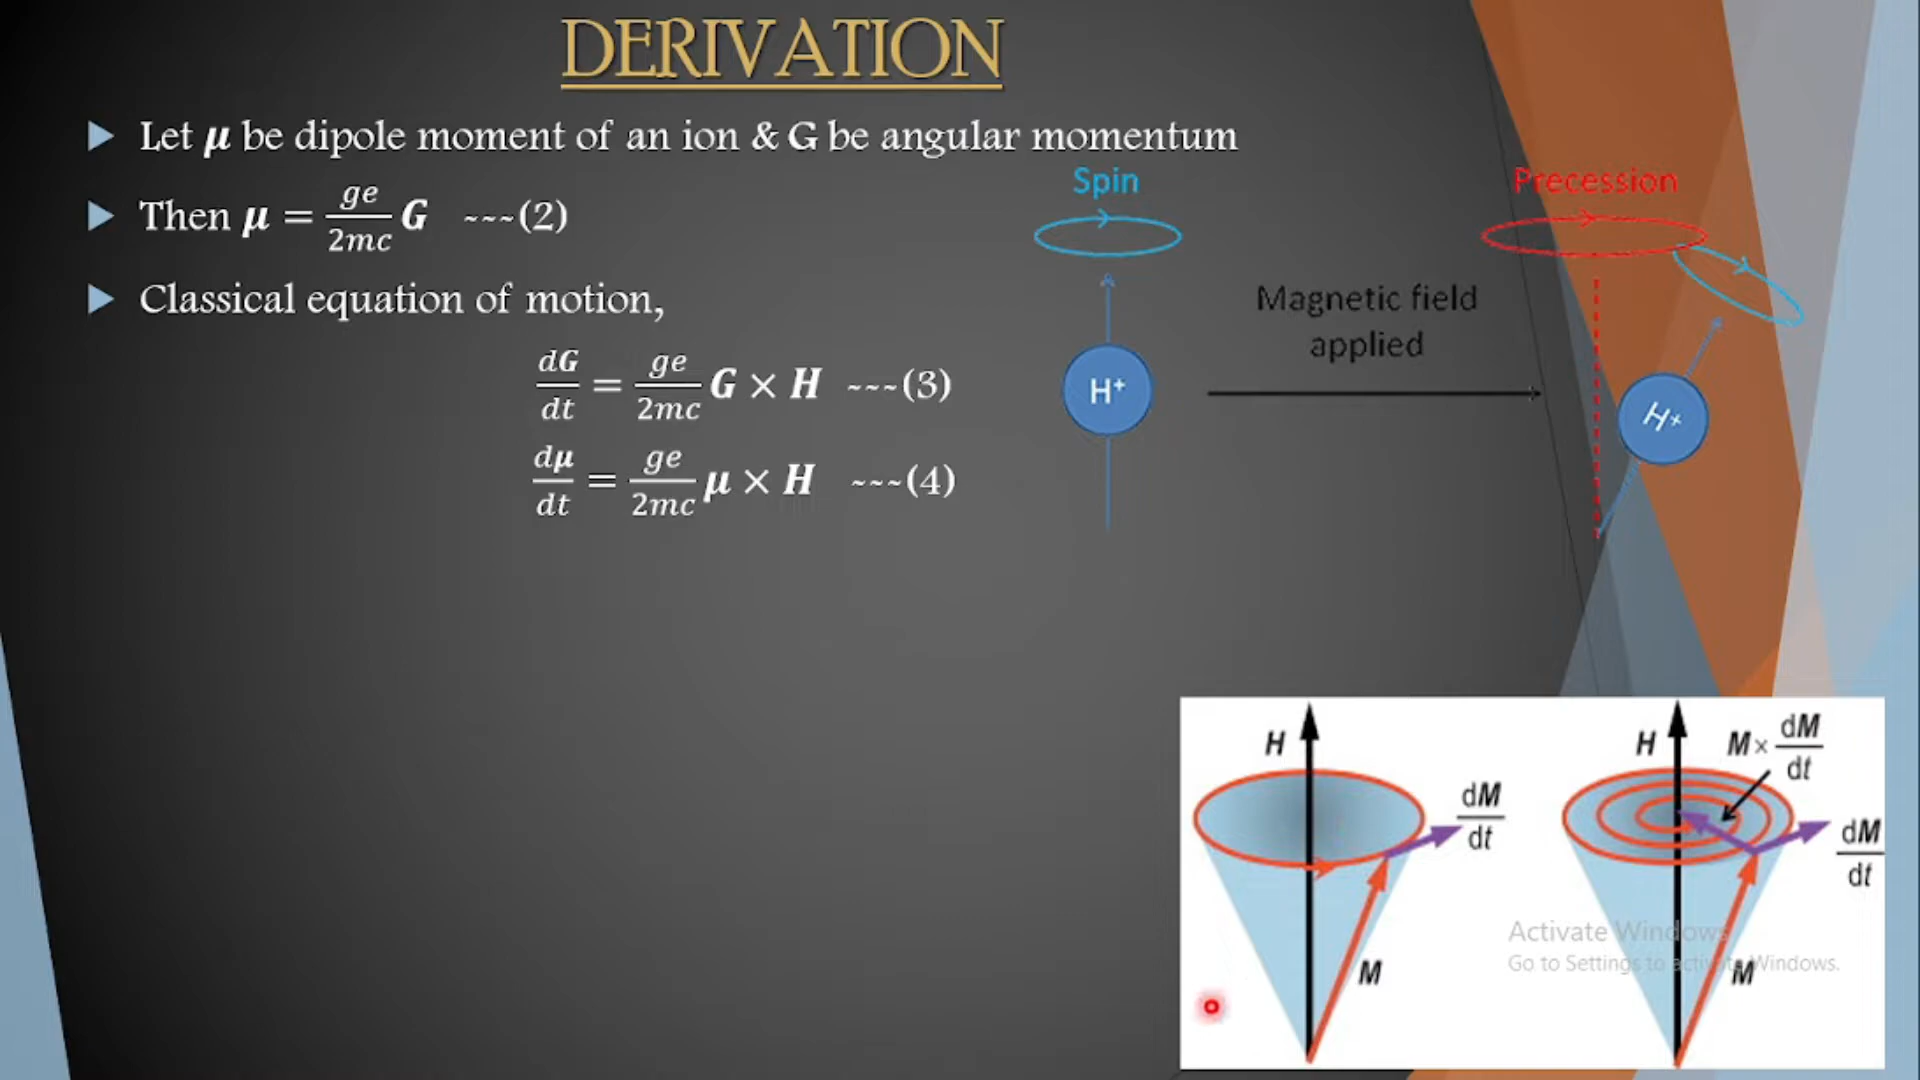 DERIVATION
Let μ be dipole moment of an ion & G be angular momentum
Then μ = ge/2mc G ~~~(2)
Classical equation of motion,
dG/dt = ge/2mc G × H ~~~(3)
dμ/dt = ge/2mc μ × H ~~~(4)
Spin
H+
Magnetic field
applied
Precession
H+
H
dM/dt
M
H
M× dM/dt
dM/dt
M
Activate Windows
Go to Settings to activate Windows.